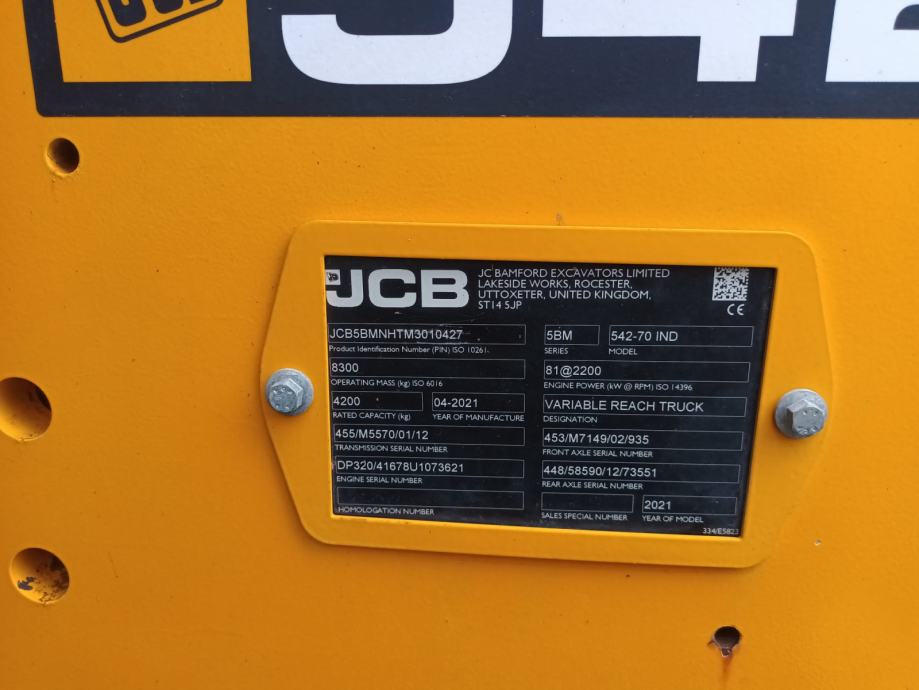 JCB
542
JCB
JC BAMFORD EXCAVATORS LIMITED
LAKESIDE WORKS, ROCESTER,
UTTOXETER, UNITED KINGDOM,
ST14 5JP
CE
JCB5BMNHTM3010427
Product Identification Number (PIN) ISO 10261.
5BM
SERIES
542-70 IND
MODEL
8300
OPERATING MASS (kg) ISO 6016
81@2200
ENGINE POWER (kW @ RPM) ISO 14396
4200
RATED CAPACITY (kg)
04-2021
YEAR OF MANUFACTURE
VARIABLE REACH TRUCK
DESIGNATION
455/M5570/01/12
TRANSMISSION SERIAL NUMBER
453/M7149/02/935
FRONT AXLE SERIAL NUMBER
DP320/41678U1073621
ENGINE SERIAL NUMBER
448/58590/12/73551
REAR AXLE SERIAL NUMBER
HOMOLOGATION NUMBER
SALES SPECIAL NUMBER
2021
YEAR OF MODEL
334/E5823